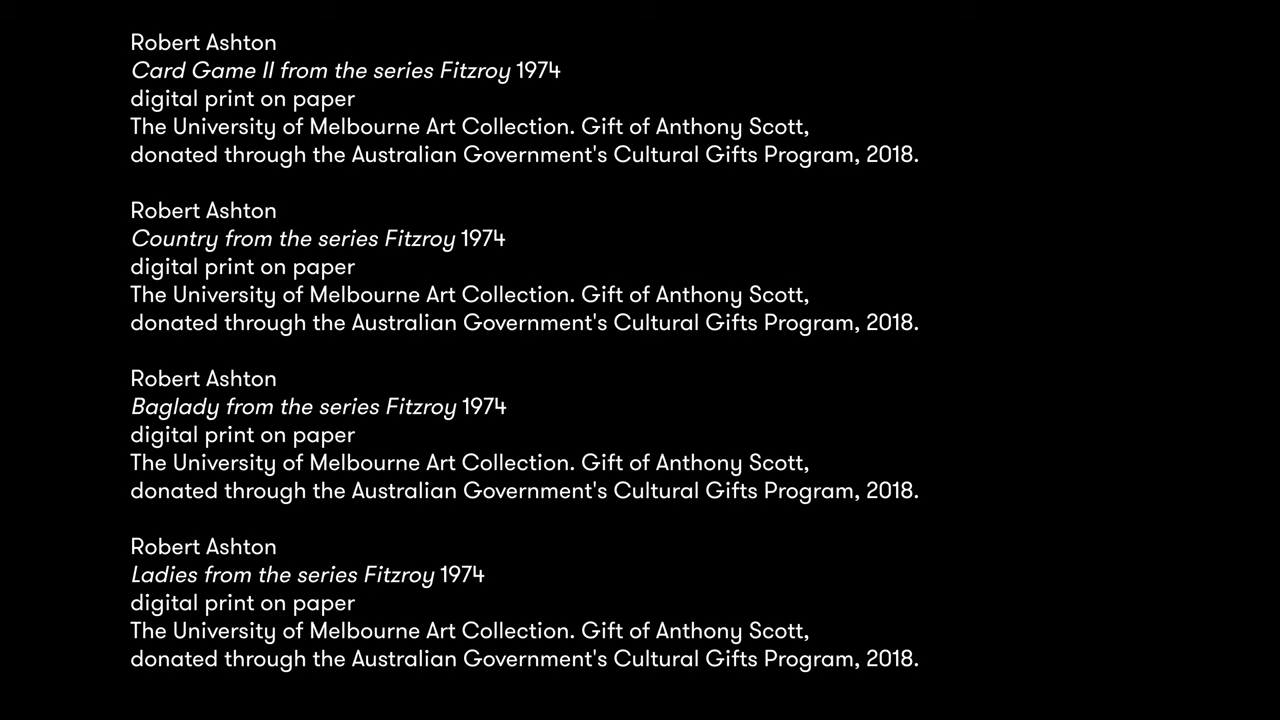 Robert Ashton
Card Game II from the series Fitzroy 1974
digital print on paper
The University of Melbourne Art Collection. Gift of Anthony Scott,
donated through the Australian Government's Cultural Gifts Program, 2018.
Robert Ashton
Country from the series Fitzroy 1974
digital print on paper
The University of Melbourne Art Collection. Gift of Anthony Scott,
donated through the Australian Government's Cultural Gifts Program, 2018.
Robert Ashton
Baglady from the series Fitzroy 1974
digital print on paper
The University of Melbourne Art Collection. Gift of Anthony Scott,
donated through the Australian Government's Cultural Gifts Program, 2018.
Robert Ashton
Ladies from the series Fitzroy 1974
digital print on paper
The University of Melbourne Art Collection. Gift of Anthony Scott,
donated through the Australian Government's Cultural Gifts Program, 2018.